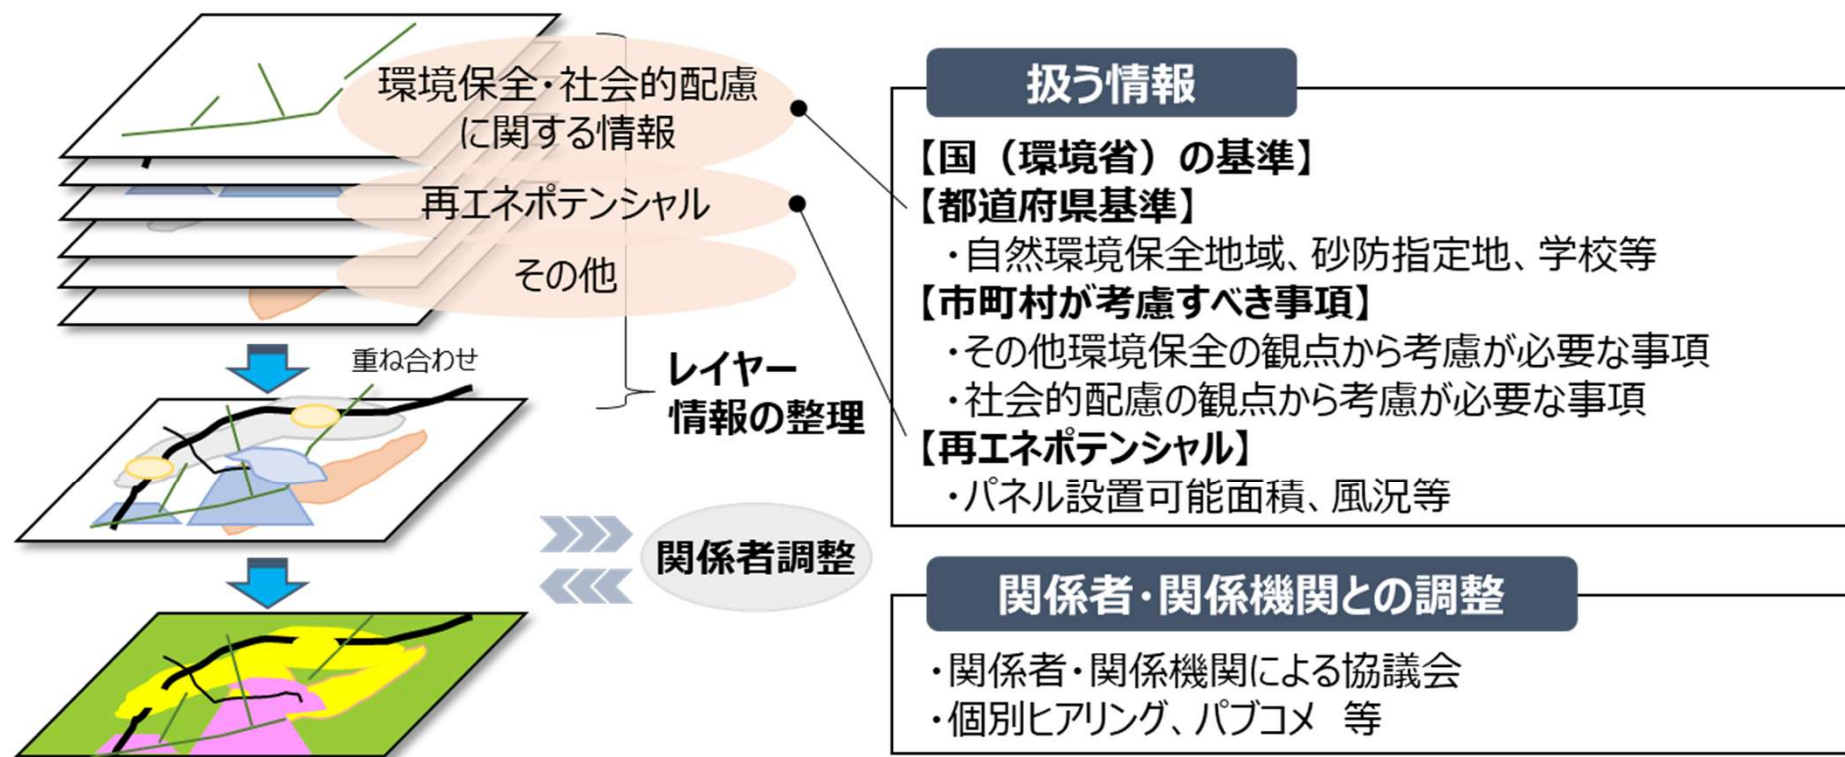 環境保全・社会的配慮
に関する情報
再エネポテンシャル
その他
重ね合わせ
レイヤー
情報の整理
関係者調整
扱う情報
【国（環境省）の基準】
【都道府県基準】
・自然環境保全地域、砂防指定地、学校等
【市町村が考慮すべき事項】
・その他環境保全の観点から考慮が必要な事項
・社会的配慮の観点から考慮が必要な事項
【再エネポテンシャル】
・パネル設置可能面積、風況等
関係者・関係機関との調整
・関係者・関係機関による協議会
・個別ヒアリング、パブコメ 等